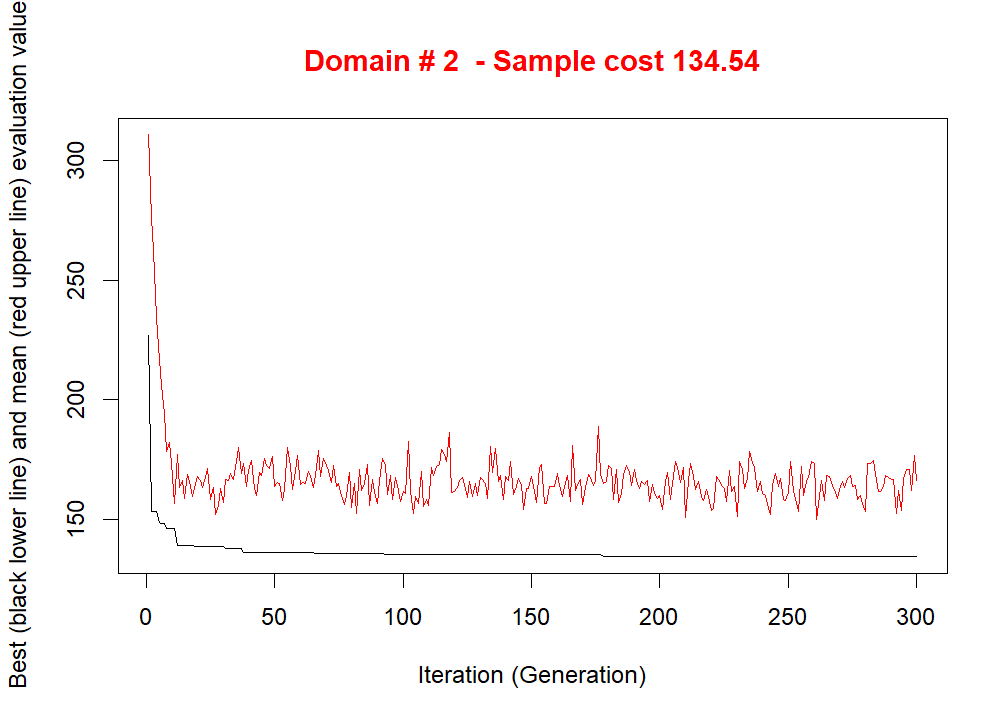 Domain # 2  - Sample cost 134.54
Best (black lower line) and mean (red upper line) evaluation value
300
250
200
150
0 50 100 150 200 250 300
Iteration (Generation)